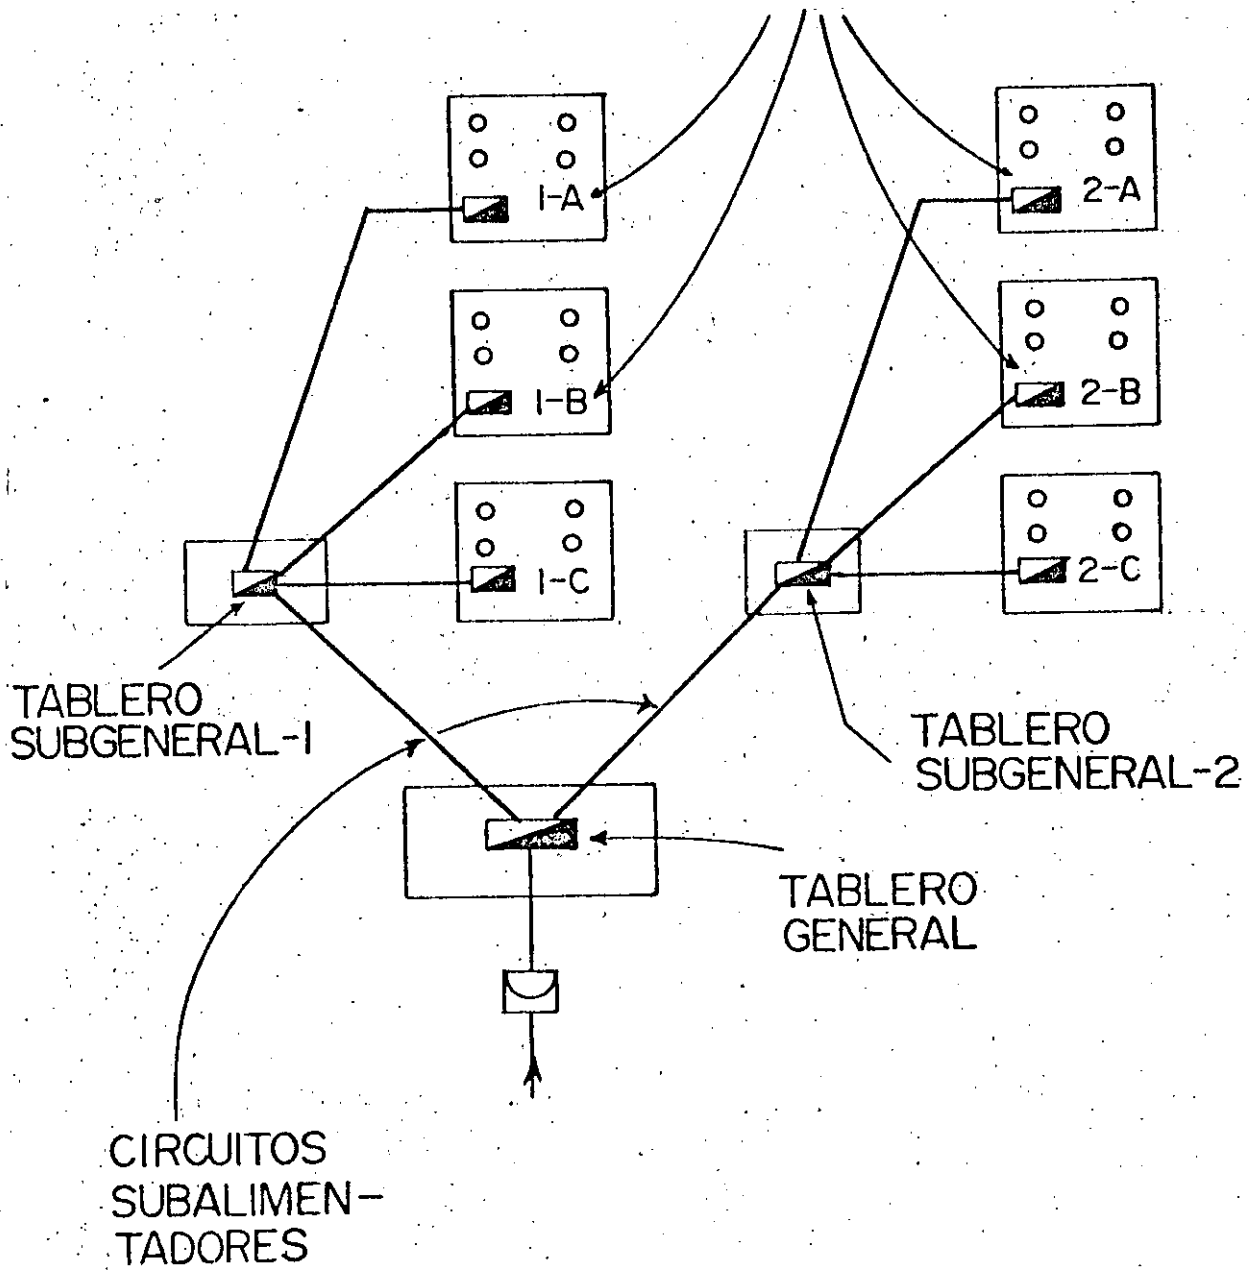 1-A
2-A
1-B
2-B
1-C
2-C
TABLERO
SUBGENERAL-1
TABLERO
SUBGENERAL-2
TABLERO
GENERAL
CIRCUITOS
SUBALIMEN-
TADORES